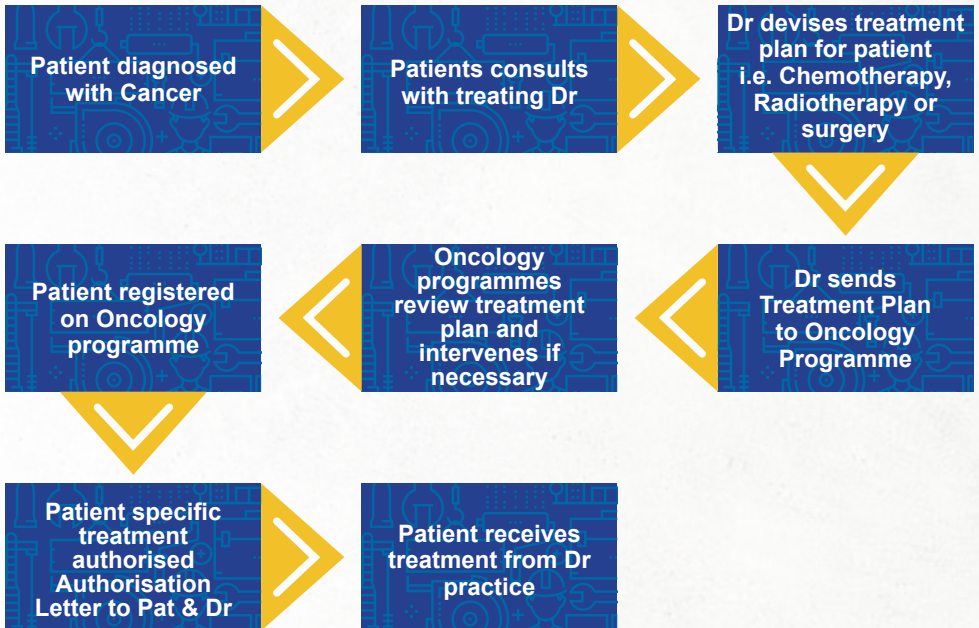 Patient diagnosed
with Cancer
Patients consults
with treating Dr
Dr devises treatment
plan for patient
i.e. Chemotherapy,
Radiotherapy or
surgery
Dr sends
Treatment Plan
to Oncology
Programme
Oncology
programmes
review treatment
plan and
intervenes if
necessary
Patient registered
on Oncology
programme
Patient specific
treatment
authorised
Authorisation
Letter to Pat & Dr
Patient receives
treatment from Dr
practice